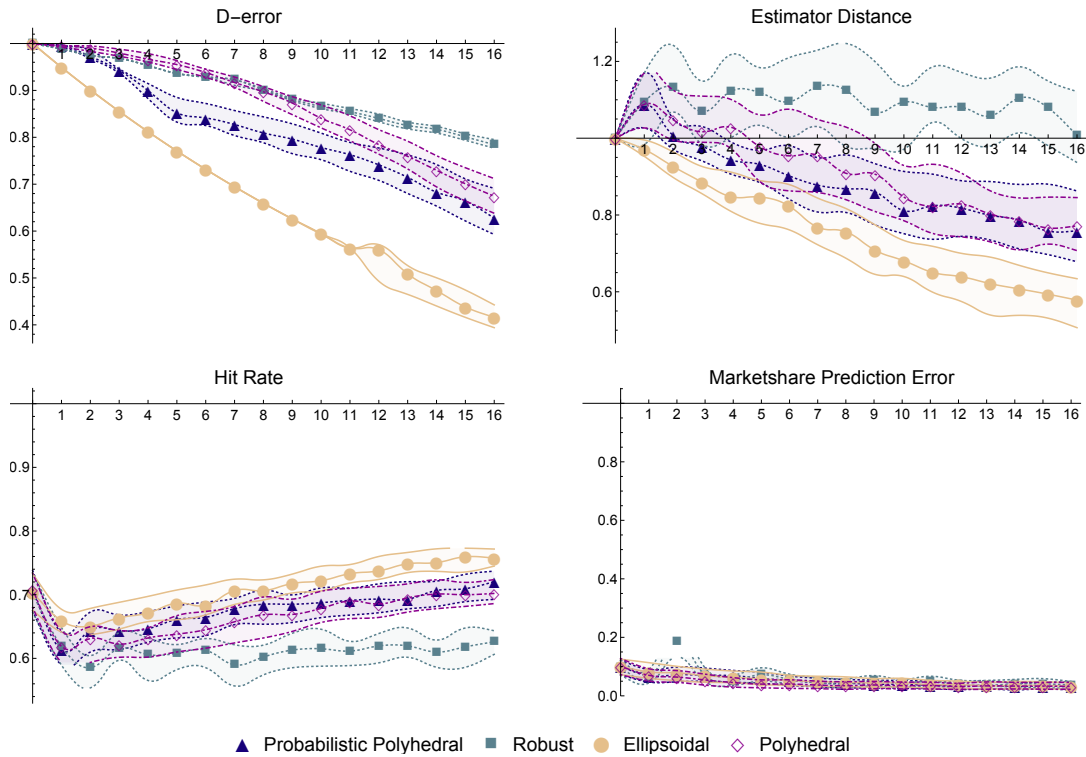 D−error
1 2 3 4 5 6 7 8 9 10 11 12 13 14 15 16
0.9
0.8
0.7
0.6
0.5
0.4
Estimator Distance
1.2
1 2 3 4 5 6 7 8 9 10 11 12 13 14 15 16
0.8
0.6
Hit Rate
1 2 3 4 5 6 7 8 9 10 11 12 13 14 15 16
0.9
0.8
0.7
0.6
Marketshare Prediction Error
1 2 3 4 5 6 7 8 9 10 11 12 13 14 15 16
0.8
0.6
0.4
0.2
0.0
Probabilistic Polyhedral Robust Ellipsoidal Polyhedral